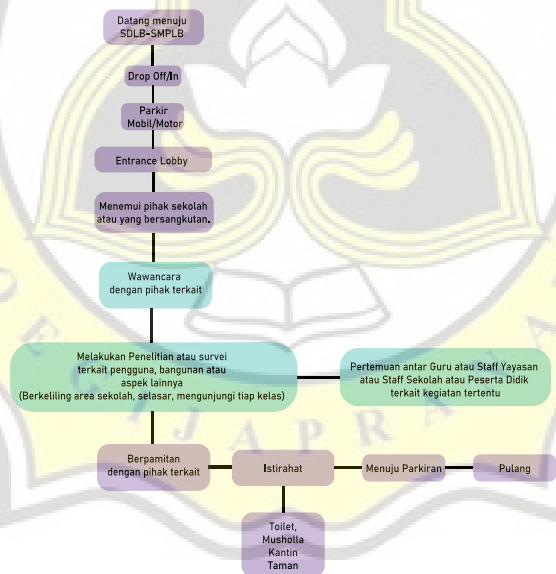 Datang menuju
SDLB-SMPLB
Drop Off/In
Parkir
Mobil/Motor
Entrance Lobby
Menemui pihak sekolah
atau yang bersangkutan.
Wawancara
dengan pihak terkait
Melakukan Penelitian atau survei
terkait pengguna, bangunan atau
aspek lainnya
(Berkeliling area sekolah, selasar, mengunjungi tiap kelas)
Pertemuan antar Guru atau Staff Yayasan
atau Staff Sekolah atau Peserta Didik
terkait kegiatan tertentu
Berpamitan
dengan pihak terkait
Istirahat
Menuju Parkiran
Pulang
Toilet,
Musholla
Kantin
Taman
OEGIJAPRA